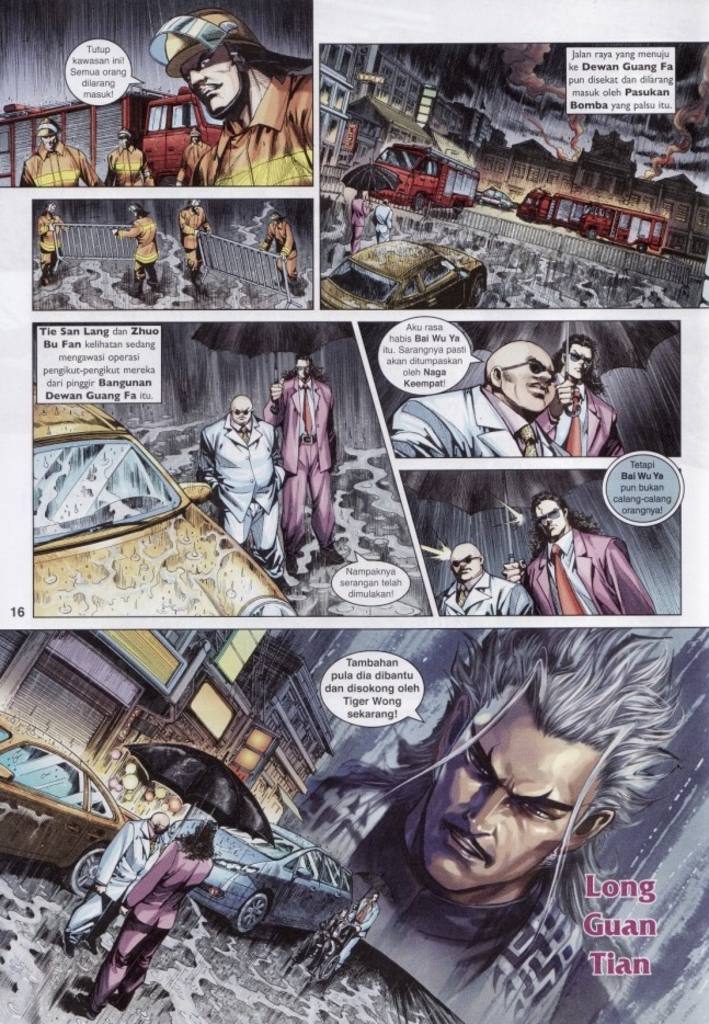 Tutup
kawasan ini!
Semua orang
dilarang
masuk!
Jalan raya yang menuju
ke Dewan Guang Fa
pun disekat dan dilarang
masuk oleh Pasukan
Bomba yang palsu itu.
Tie San Lang dan Zhuo
Bu Fan kelihatan sedang
mengawasi operasi
pengikut-pengikut mereka
dari pinggir Bangunan
Dewan Guang Fa itu.
Nampaknya
serangan telah
dimulakan!
Aku rasa
habis Bai Wu Ya
itu. Sarangnya pasti
akan ditumpaskan
oleh Naga
Keempat!
Tetapi
Bai Wu Ya
pun bukan
calang-calang
orangnya!
16
Tambahan
pula dia dibantu
dan disokong oleh
Tiger Wong
sekarang!
Long
Guan
Tian